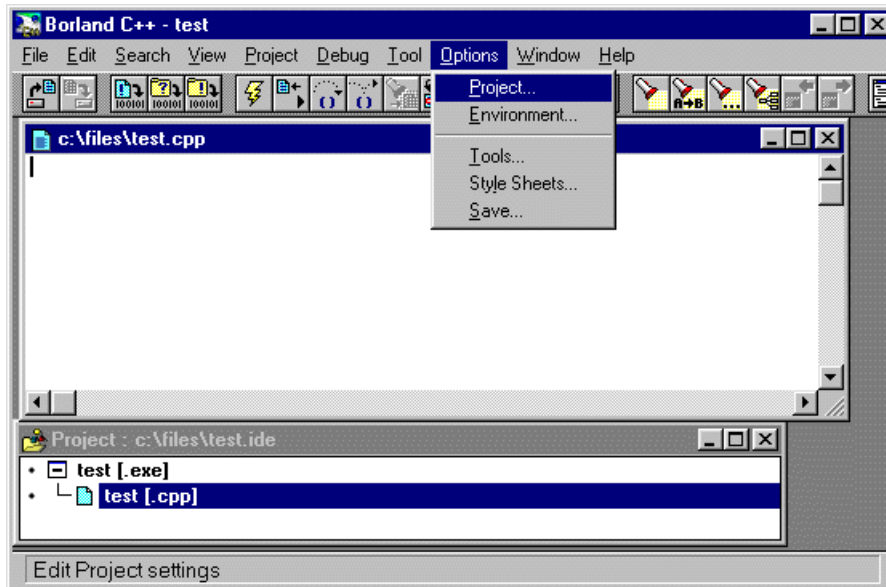 Borland C++ - test
File Edit Search View Project Debug Tool Options Window Help
Project...
Environment...
Tools...
Style Sheets...
Save...
c:\files\test.cpp
Project : c:\files\test.ide
test [.exe]
test [.cpp]
Edit Project settings